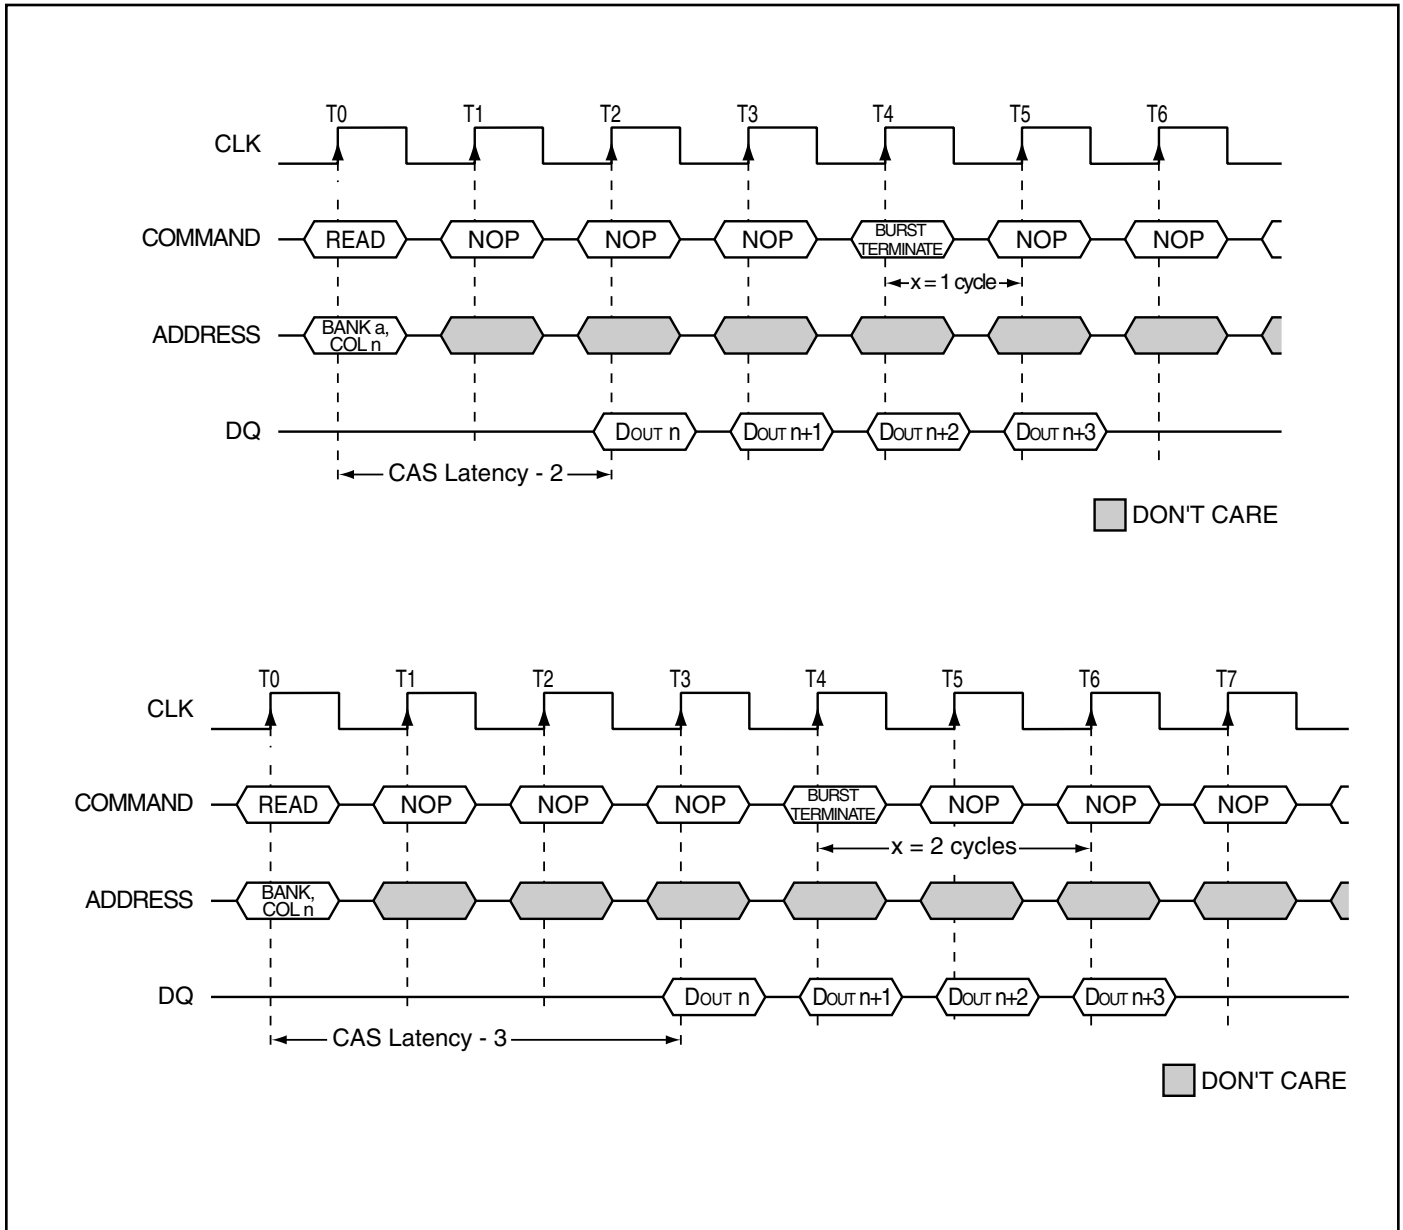 T0 T1 T2 T3 T4 T5 T6
CLK
COMMAND READ NOP NOP NOP BURST TERMINATE NOP NOP
x = 1 cycle
ADDRESS BANK a, COL n
DQ DOUT n DOUT n+1 DOUT n+2 DOUT n+3
CAS Latency - 2
DON'T CARE
T0 T1 T2 T3 T4 T5 T6 T7
CLK
COMMAND READ NOP NOP NOP BURST TERMINATE NOP NOP NOP
x = 2 cycles
ADDRESS BANK, COL n
DQ DOUT n DOUT n+1 DOUT n+2 DOUT n+3
CAS Latency - 3
DON'T CARE